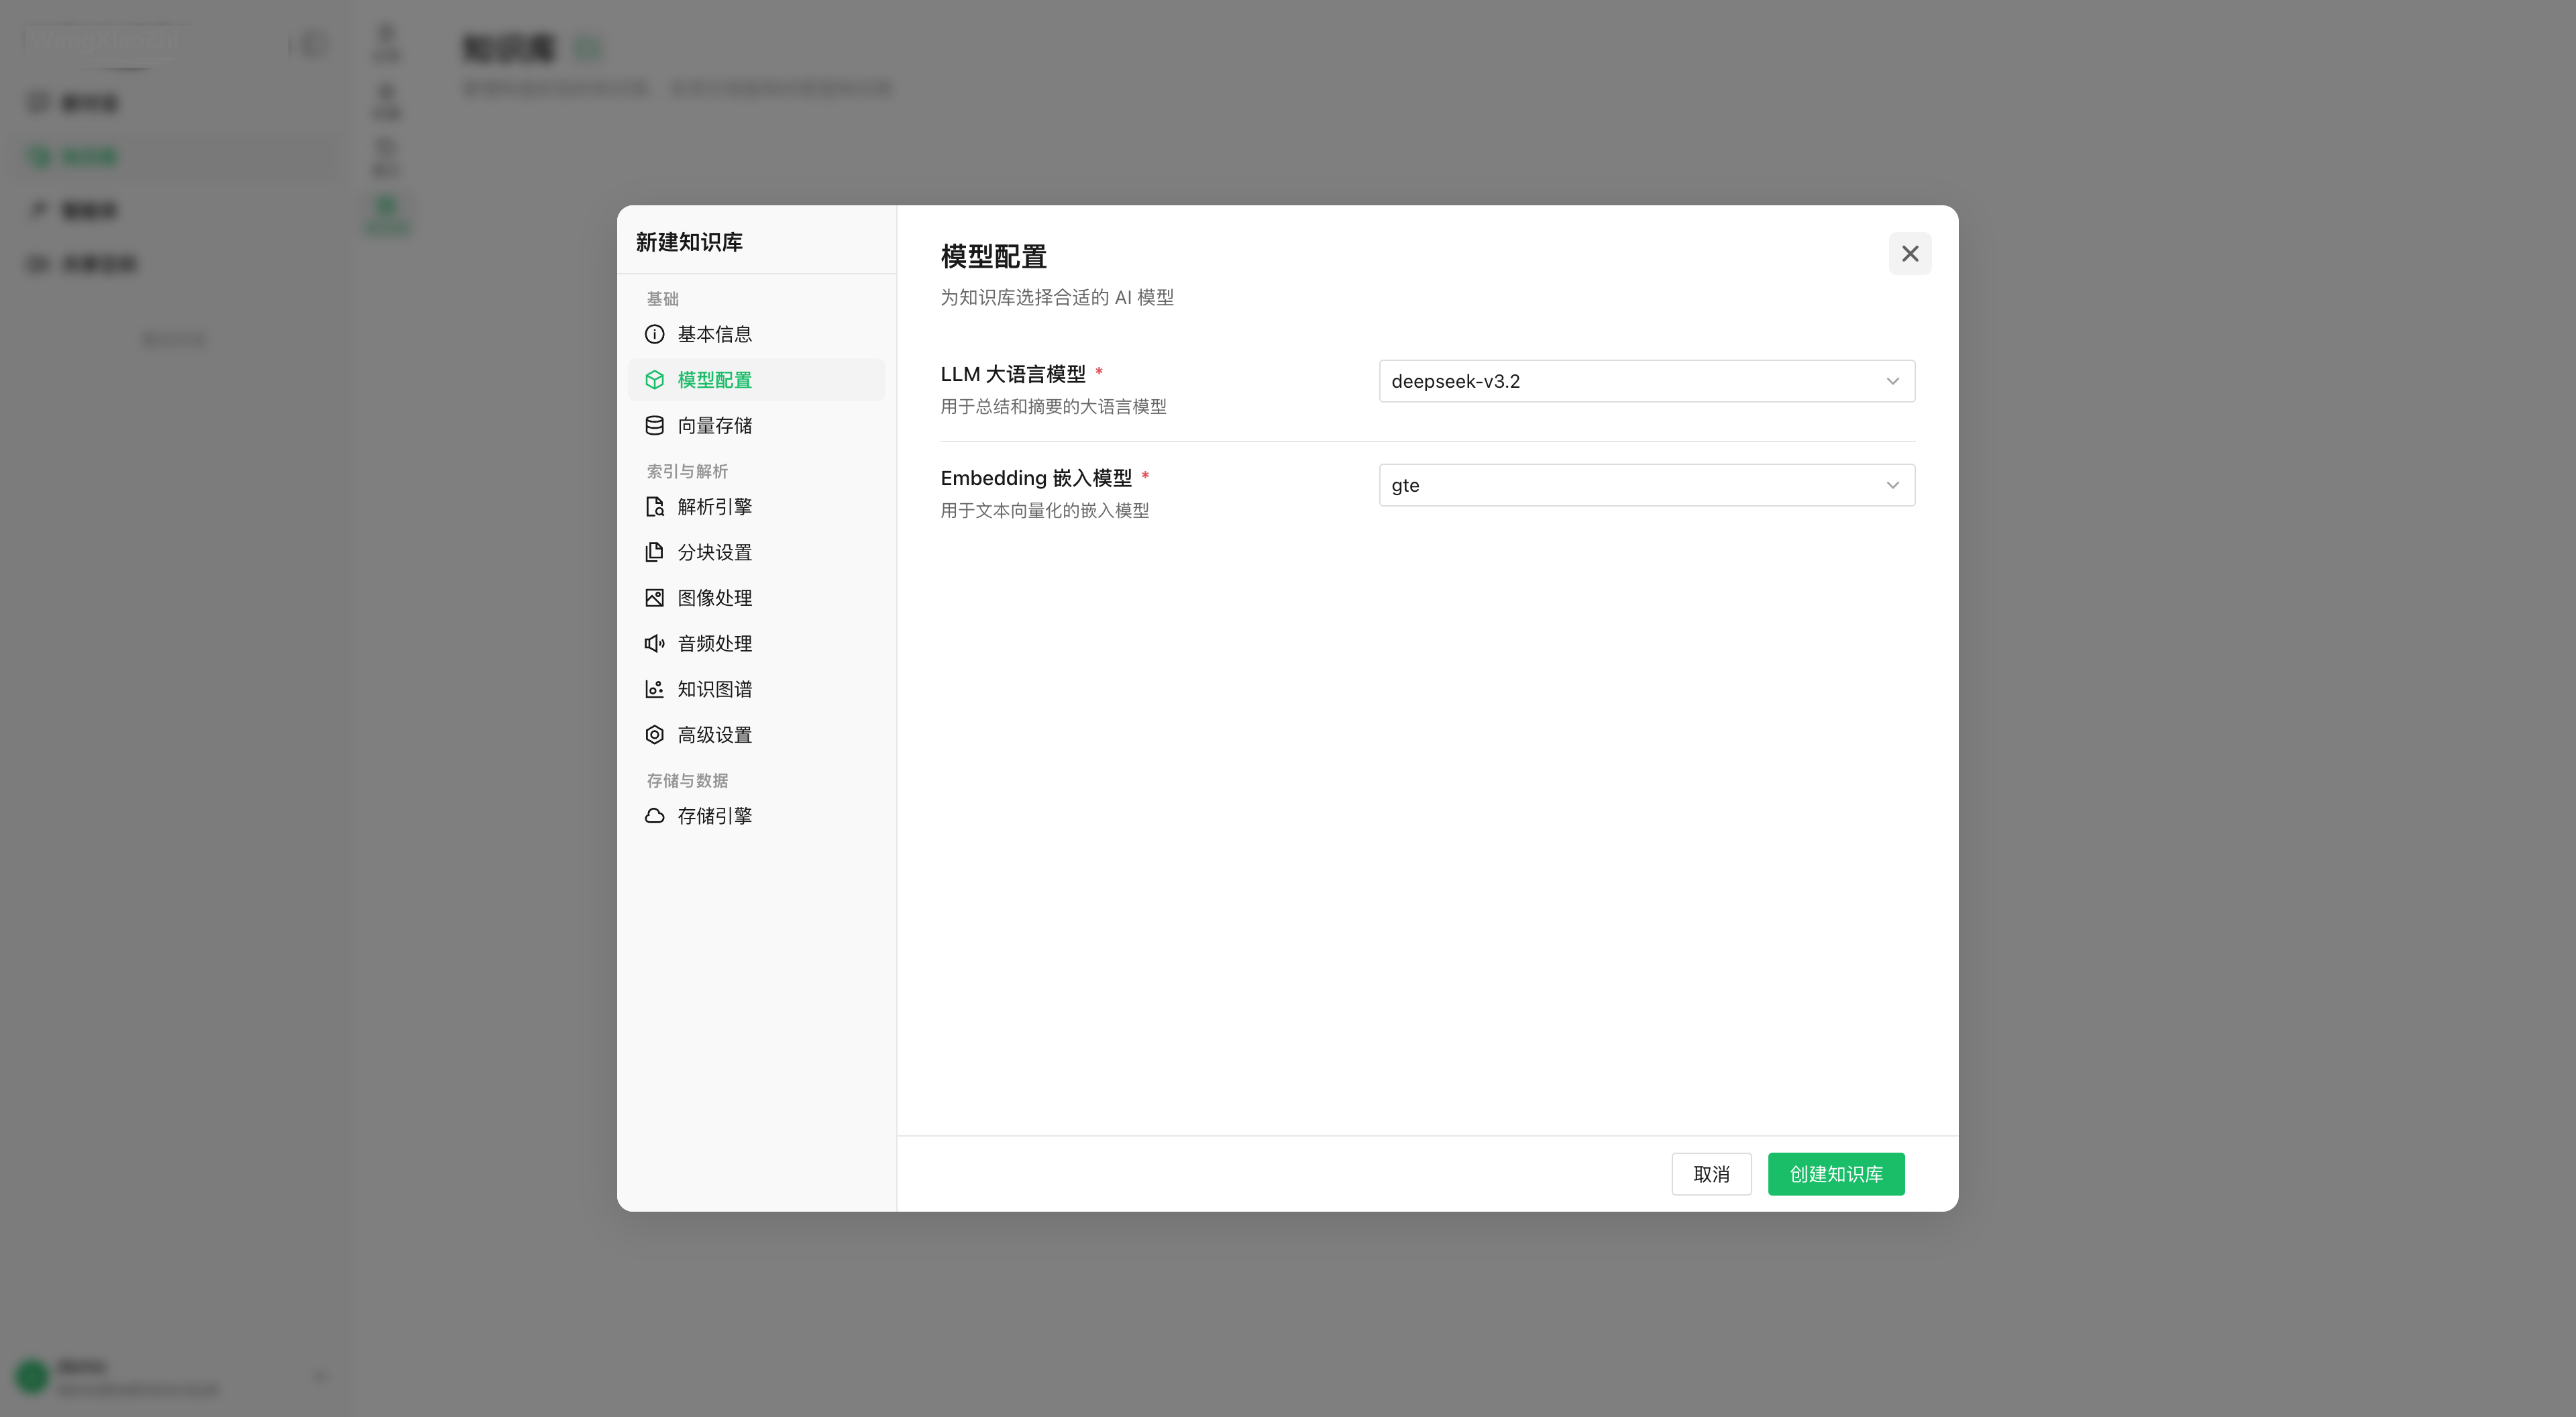 知识库
新建知识库
基础
基本信息
模型配置
向量存储
索引与解析
解析引擎
分块设置
图像处理
音频处理
知识图谱
高级设置
存储与数据
存储引擎
模型配置
为知识库选择合适的 AI 模型
LLM 大语言模型 *
用于总结和摘要的大语言模型
deepseek-v3.2
Embedding 嵌入模型 *
用于文本向量化的嵌入模型
gte
取消
创建知识库